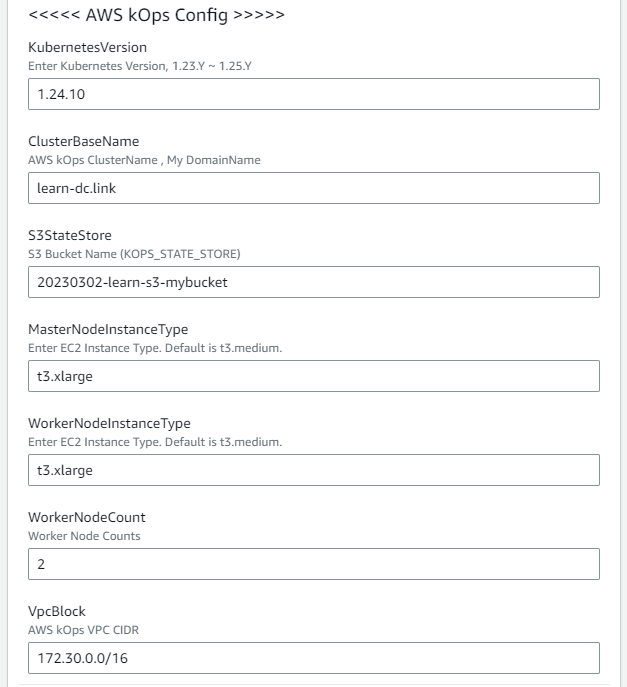 <<<<< AWS kOps Config >>>>>
KubernetesVersion
Enter Kubernetes Version, 1.23.Y ~ 1.25.Y
1.24.10
ClusterBaseName
AWS kOps ClusterName , My DomainName
learn-dc.link
S3StateStore
S3 Bucket Name (KOPS_STATE_STORE)
20230302-learn-s3-mybucket
MasterNodeInstanceType
Enter EC2 Instance Type. Default is t3.medium.
t3.xlarge
WorkerNodeInstanceType
Enter EC2 Instance Type. Default is t3.medium.
t3.xlarge
WorkerNodeCount
Worker Node Counts
2
VpcBlock
AWS kOps VPC CIDR
172.30.0.0/16